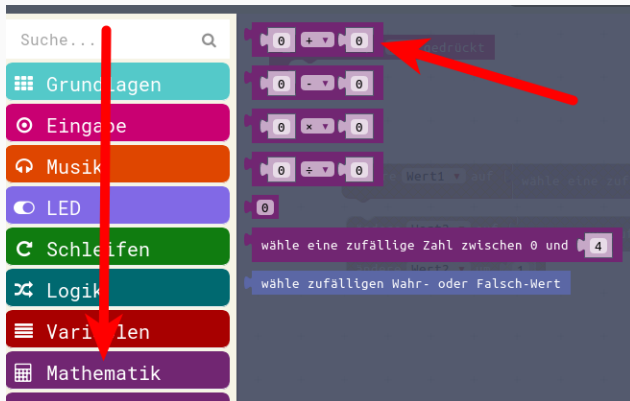 Suche...
Grundlagen
Eingabe
Musik
LED
Schleifen
Logik
Variablen
Mathematik
0 + 0
gedrückt
0 - 0
0 × 0
0 ÷ 0
Wert1 auf wähle eine zuf
0
wähle eine zufällige Zahl zwischen 0 und 4
wähle zufälligen Wahr- oder Falsch-Wert